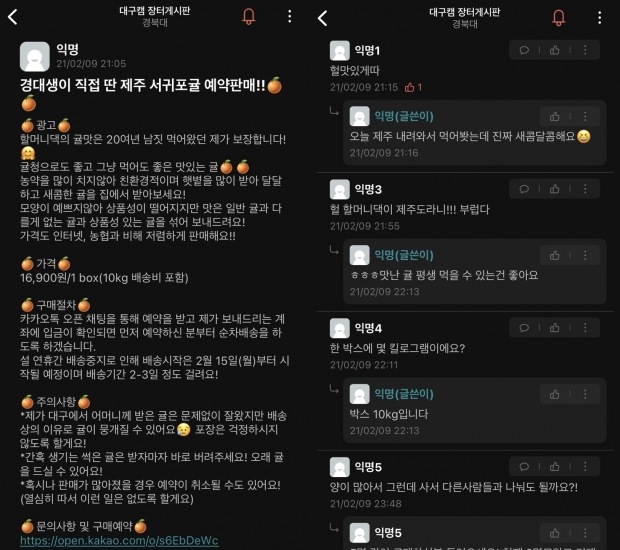 대구캠 장터게시판
경북대
익명
21/02/09 21:05
경대생이 직접 딴 제주 서귀포귤 예약판매!!🍊
🍊
🍊광고🍊
할머니댁의 귤맛은 20여년 남짓 먹어왔던 제가 보장합니다!
🤗
귤청으로도 좋고 그냥 먹어도 좋은 맛있는 귤🍊🍊
농약을 많이 치지않아 친환경적이며 햇볕을 많이 받아 달달
하고 새콤한 귤을 집에서 받아보세요!
모양이 예쁘지않아 상품성이 떨어지지만 맛은 일반 귤과 다
를게 없는 귤과 상품성 있는 귤을 섞어 보내드려요!
가격도 인터넷, 농협과 비해 저렴하게 판매해요!!
🍊가격🍊
16,900원/1 box(10kg 배송비 포함)
🍊구매절차🍊
카카오톡 오픈 채팅을 통해 예약을 받고 제가 보내드리는 계
좌에 입금이 확인되면 먼저 예약하신 분부터 순차배송을 하
도록 하겠습니다.
설 연휴간 배송중지로 인해 배송시작은 2월 15일(월)부터 시
작될 예정이며 배송기간 2-3일 정도 걸려요!
🍊주의사항🍊
*제가 대구에서 어머니께 받은 귤은 문제없이 잘왔지만 배송
상의 이유로 귤이 뭉개질 수 있어요😥 포장은 걱정하시지
않도록 할게요!
*간혹 생기는 썩은 귤은 받자마자 바로 버려주세요! 오래 귤
을 드실 수 있어요!
*혹시나 판매가 많아졌을 경우 예약이 취소될 수도 있어요!
(열심히 따서 이런 일은 없도록 할게요)
🍊문의사항 및 구매예약🍊
https://open.kakao.com/o/s6EbDeWc
대구캠 장터게시판
경북대
익명1
헐맛있게따
21/02/09 21:15 1
익명(글쓴이)
오늘 제주 내려와서 먹어봤는데 진짜 새콤달콤해요😆
21/02/09 21:16
익명3
헐 할머니댁이 제주도라니!!! 부럽다
21/02/09 21:55
익명(글쓴이)
ㅎㅎㅎ맛난 귤 평생 먹을 수 있는건 좋아요
21/02/09 22:13
익명4
한 박스에 몇 킬로그램이에요?
21/02/09 22:11
익명(글쓴이)
박스 10kg입니다
21/02/09 22:13
익명5
양이 많아서 그런데 사서 다른사람들과 나눠도 될까요?!
21/02/09 23:48
익명5